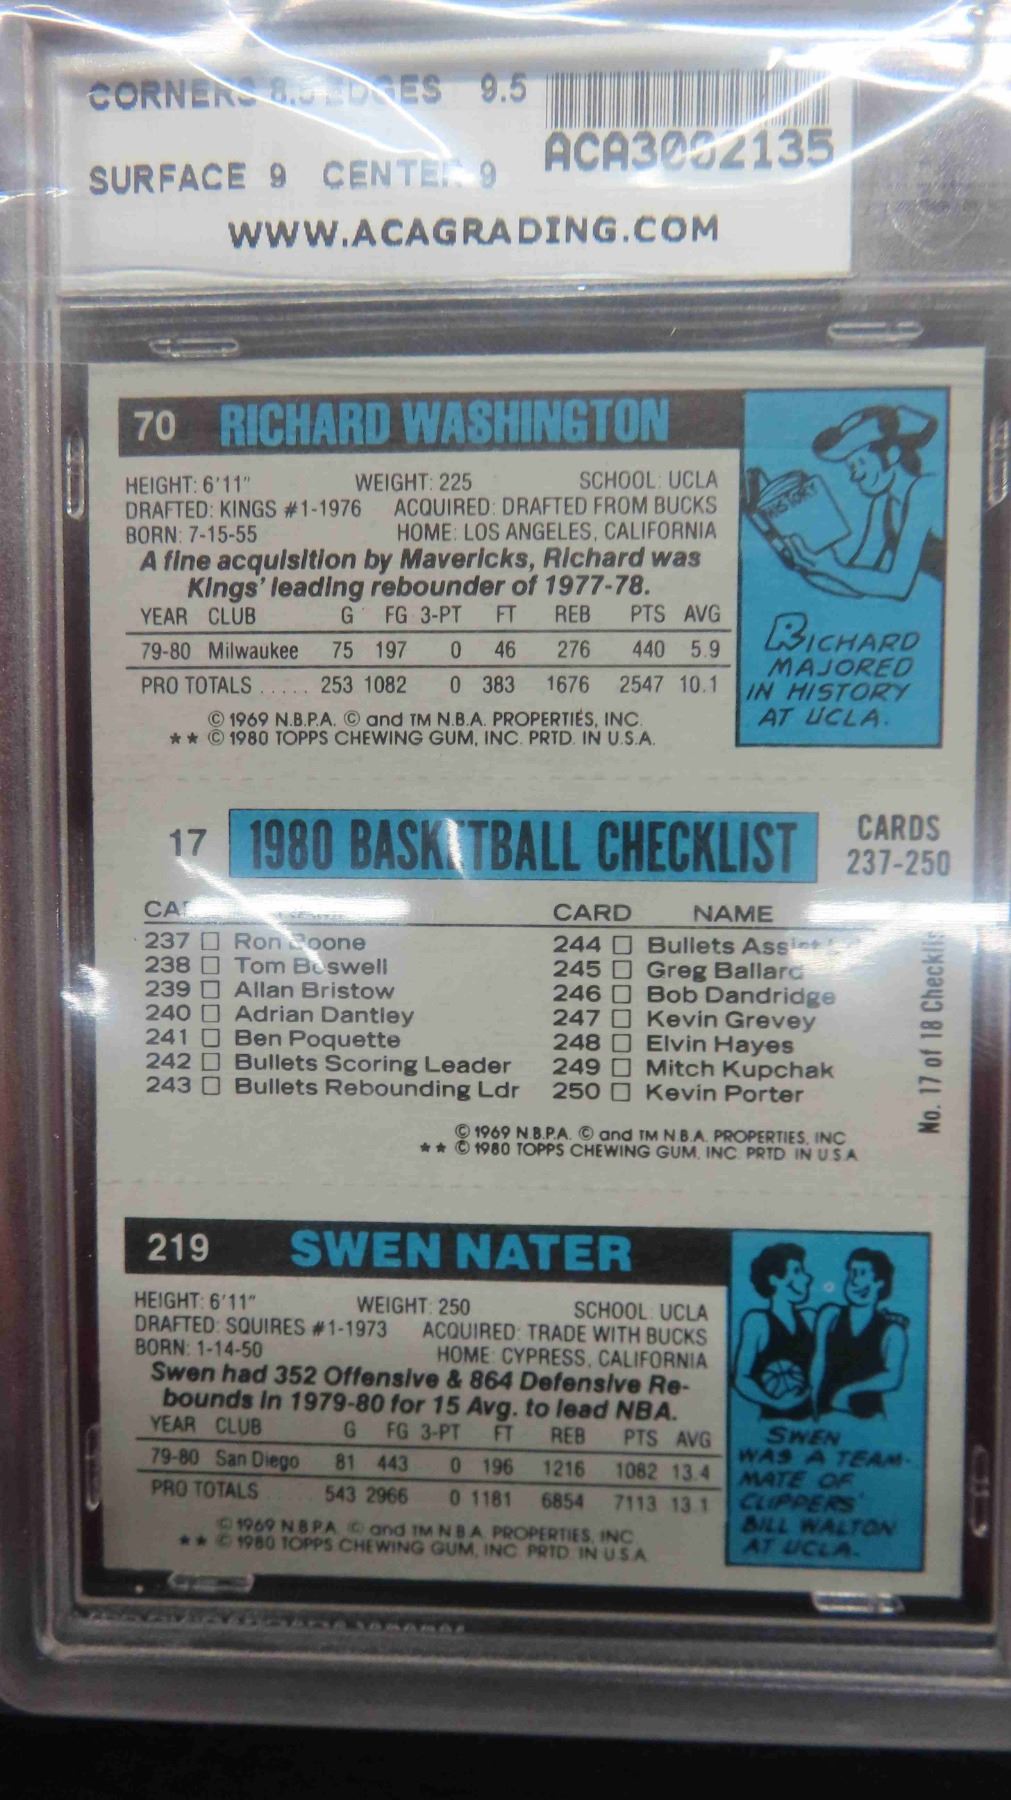 CORNERS 8.5 EDGES 9.5
ACA3002135
SURFACE 9 CENTER 9
WWW.ACAGRADING.COM
70 RICHARD WASHINGTON
HEIGHT: 6'11" WEIGHT: 225 SCHOOL: UCLA
DRAFTED: KINGS #1-1976 ACQUIRED: DRAFTED FROM BUCKS
BORN: 7-15-55 HOME: LOS ANGELES, CALIFORNIA
A fine acquisition by Mavericks, Richard was
Kings' leading rebounder of 1977-78.
YEAR CLUB G FG 3-PT FT REB PTS AVG
79-80 Milwaukee 75 197 0 46 276 440 5.9
PRO TOTALS ..... 253 1082 0 383 1676 2547 10.1
© 1969 N.B.P.A. © and TM N.B.A. PROPERTIES, INC.
** © 1980 TOPPS CHEWING GUM, INC. PRTD. IN U.S.A.
HISTORY
RICHARD
MAJORED
IN HISTORY
AT UCLA.
17 1980 BASKETBALL CHECKLIST CARDS
237-250
CARD NAME
237 □ Ron Boone
238 □ Tom Boswell
239 □ Allan Bristow
240 □ Adrian Dantley
241 □ Ben Poquette
242 □ Bullets Scoring Leader
243 □ Bullets Rebounding Ldr
244 □ Bullets Assist
245 □ Greg Ballard
246 □ Bob Dandridge
247 □ Kevin Grevey
248 □ Elvin Hayes
249 □ Mitch Kupchak
250 □ Kevin Porter
No. 17 of 18 Checklis
© 1969 N.B.P.A. © and TM N.B.A. PROPERTIES, INC
** © 1980 TOPPS CHEWING GUM, INC. PRTD IN U S A
219 SWEN NATER
HEIGHT: 6'11" WEIGHT: 250 SCHOOL: UCLA
DRAFTED: SQUIRES #1-1973 ACQUIRED: TRADE WITH BUCKS
BORN: 1-14-50 HOME: CYPRESS, CALIFORNIA
Swen had 352 Offensive & 864 Defensive Re-
bounds in 1979-80 for 15 Avg. to lead NBA.
YEAR CLUB G FG 3-PT FT REB PTS AVG
79-80 San Diego 81 443 0 196 1216 1082 13.4
PRO TOTALS ..... 543 2966 0 1181 6854 7113 13.1
© 1969 N.B.P.A. © and TM N.B.A. PROPERTIES, INC.
** © 1980 TOPPS CHEWING GUM, INC. PRTD. IN U.S.A.
SWEN
WAS A TEAM-
MATE OF
CLIPPERS'
BILL WALTON
AT UCLA.